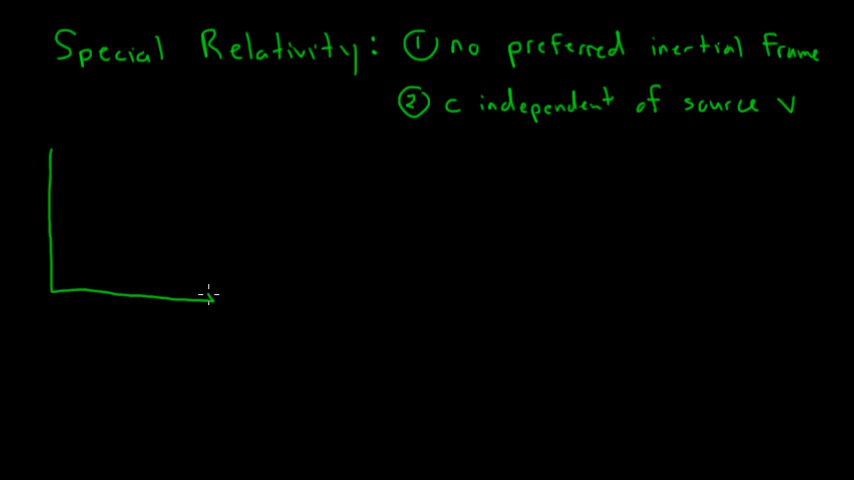 Special Relativity: ① no preferred inertial frame
② c independent of source v